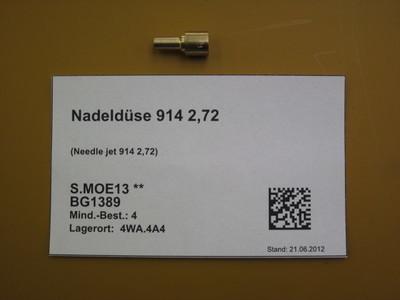 Nadeldüse 914 2,72
(Needle jet 914 2,72)
S.MOE13 **
BG1389
Mind.-Best.: 4
Lagerort: 4WA.4A4
Stand: 21.06.2012